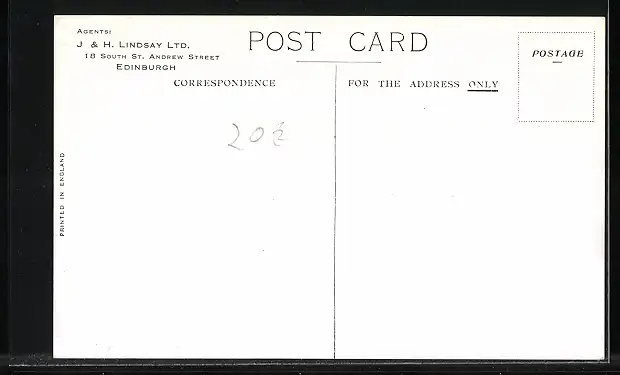 AGENTS:
J & H. LINDSAY LTD.
18 SOUTH ST. ANDREW STREET
EDINBURGH
POST CARD
POSTAGE
CORRESPONDENCE
FOR THE ADDRESS ONLY
20€
PRINTED IN ENGLAND